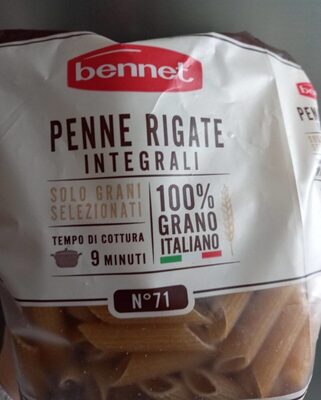 bennet
PENNE RIGATE
INTEGRALI
SOLO GRANI
SELEZIONATI
TEMPO DI COTTURA
9 MINUTI
100%
GRANO
ITALIANO
N°71